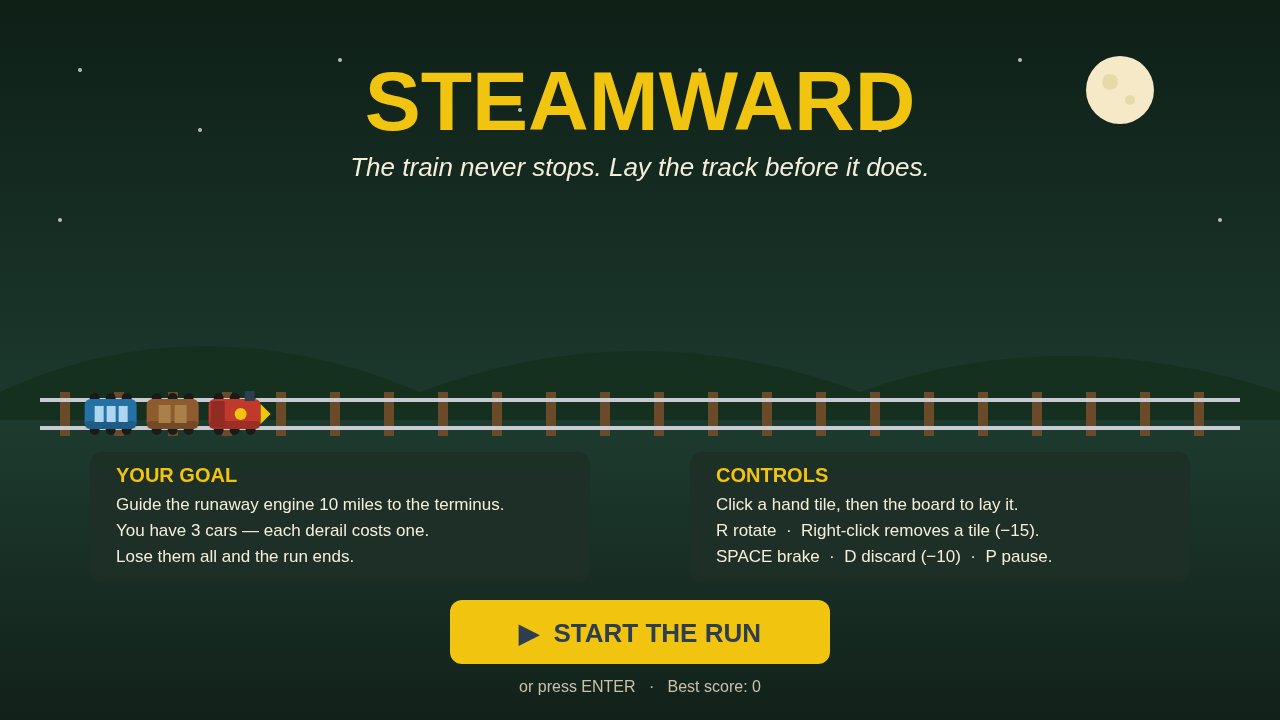 STEAMWARD
The train never stops. Lay the track before it does.
YOUR GOAL
Guide the runaway engine 10 miles to the terminus.
You have 3 cars — each derail costs one.
Lose them all and the run ends.
CONTROLS
Click a hand tile, then the board to lay it.
R rotate · Right-click removes a tile (−15).
SPACE brake · D discard (−10) · P pause.
▶ START THE RUN
or press ENTER · Best score: 0